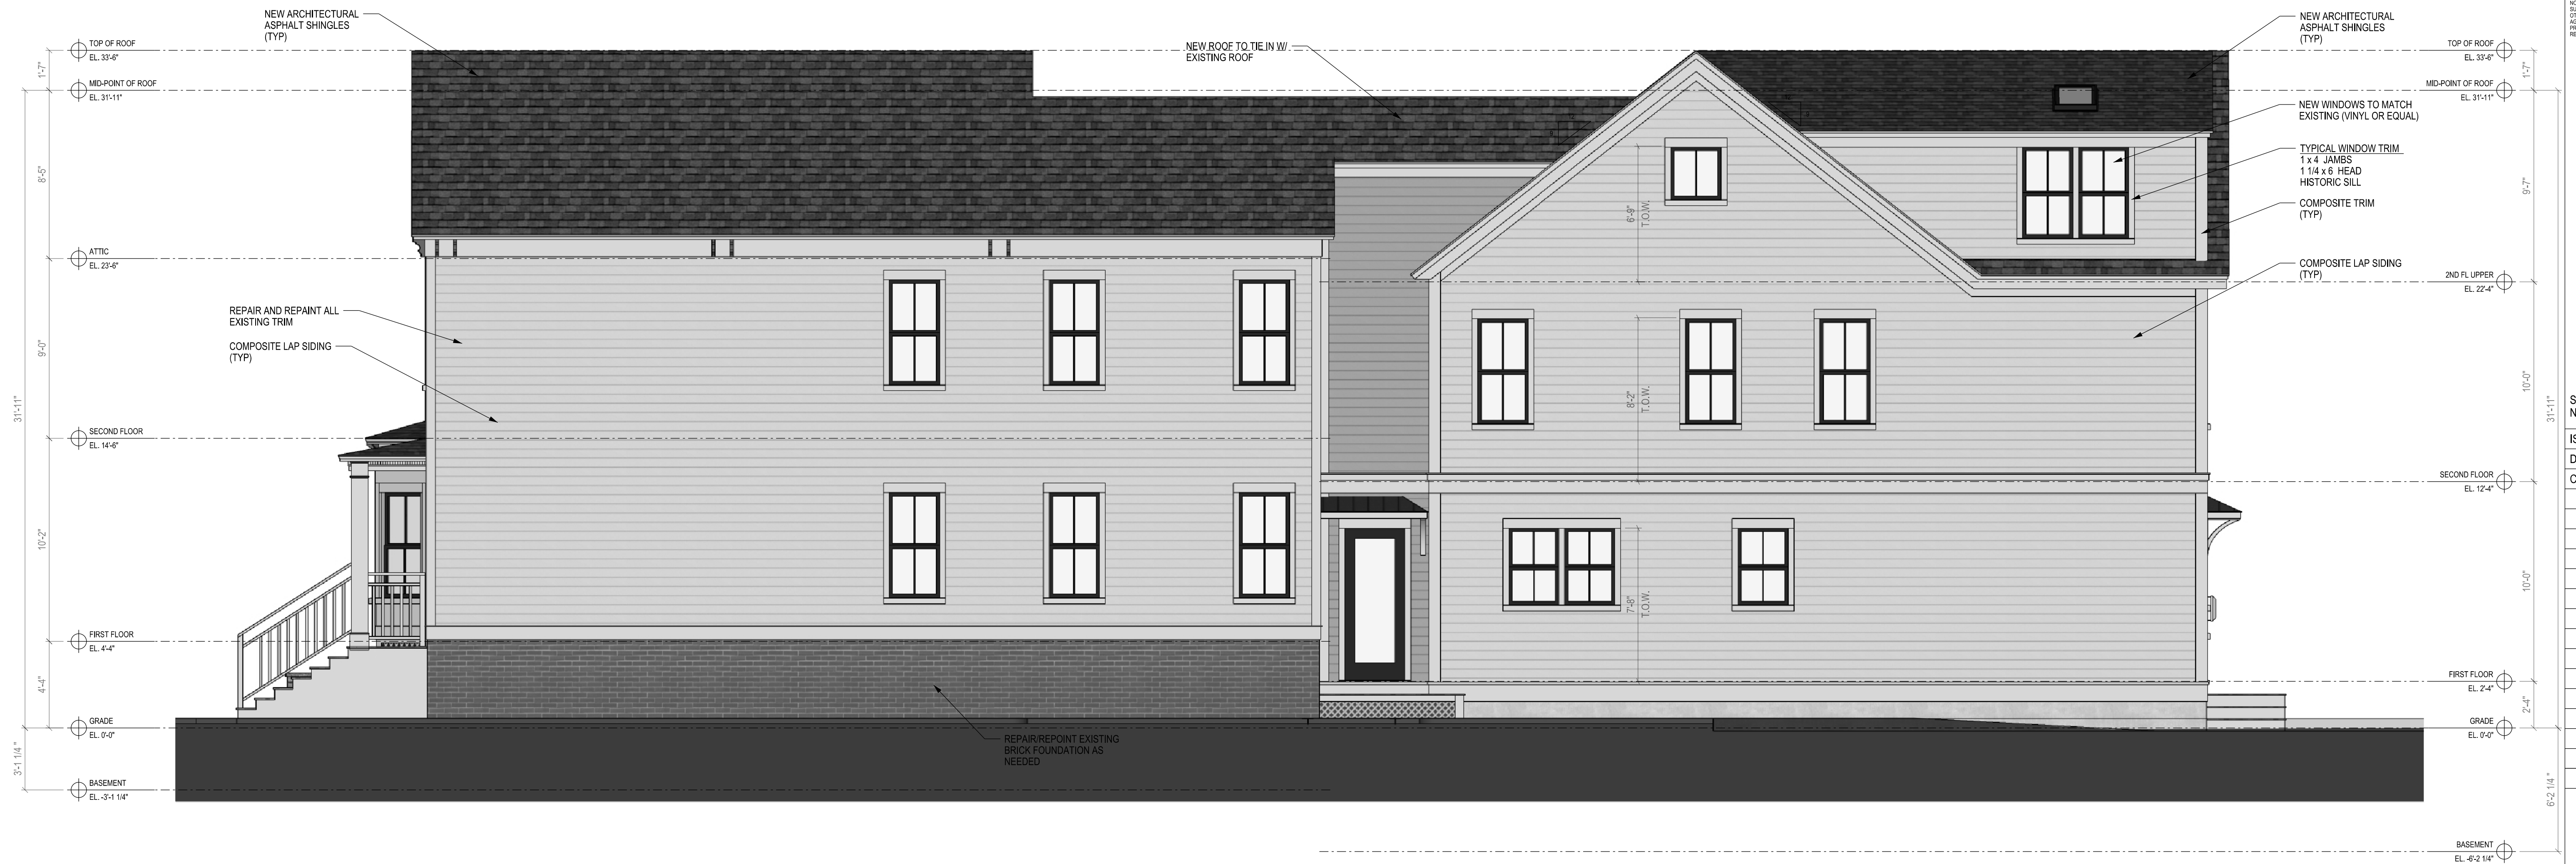 NEW ARCHITECTURAL
ASPHALT SHINGLES
(TYP)
TOP OF ROOF
EL. 33'-6"
MID-POINT OF ROOF
EL. 31'-11"
ATTIC
EL. 23'-6"
REPAIR AND REPAINT ALL
EXISTING TRIM
COMPOSITE LAP SIDING
(TYP)
SECOND FLOOR
EL. 14'-6"
FIRST FLOOR
EL. 4'-4"
GRADE
EL. 0'-0"
BASEMENT
EL. -3'-1 1/4"
1'-7"
8'-5"
9'-0"
10'-2"
4'-4"
31'-11"
3'-1 1/4"
NEW ROOF TO TIE IN W/
EXISTING ROOF
12
9
9
6'-9"
T.O.W.
8'-2"
T.O.W.
7'-8"
T.O.W.
REPAIR/REPOINT EXISTING
BRICK FOUNDATION AS
NEEDED
NEW ARCHITECTURAL
ASPHALT SHINGLES
(TYP)
NEW WINDOWS TO MATCH
EXISTING (VINYL OR EQUAL)
TYPICAL WINDOW TRIM
1 x 4 JAMBS
1 1/4 x 6 HEAD
HISTORIC SILL
COMPOSITE TRIM
(TYP)
COMPOSITE LAP SIDING
(TYP)
TOP OF ROOF
EL. 33'-6"
MID-POINT OF ROOF
EL. 31'-11"
2ND FL UPPER
EL. 22'-4"
SECOND FLOOR
EL. 12'-4"
FIRST FLOOR
EL. 2'-4"
GRADE
EL. 0'-0"
BASEMENT
EL. -6'-2 1/4"
1'-7"
9'-7"
10'-0"
10'-0"
2'-4"
31'-11"
6'-2 1/4"